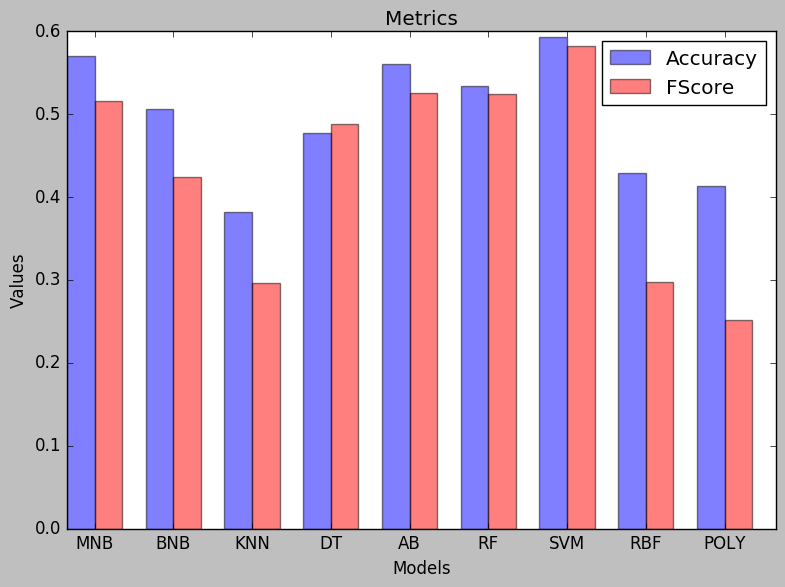 Metrics
Accuracy
FScore
0.6
0.5
0.4
0.3
0.2
0.1
0.0
Values
MNB BNB KNN DT AB RF SVM RBF POLY
Models